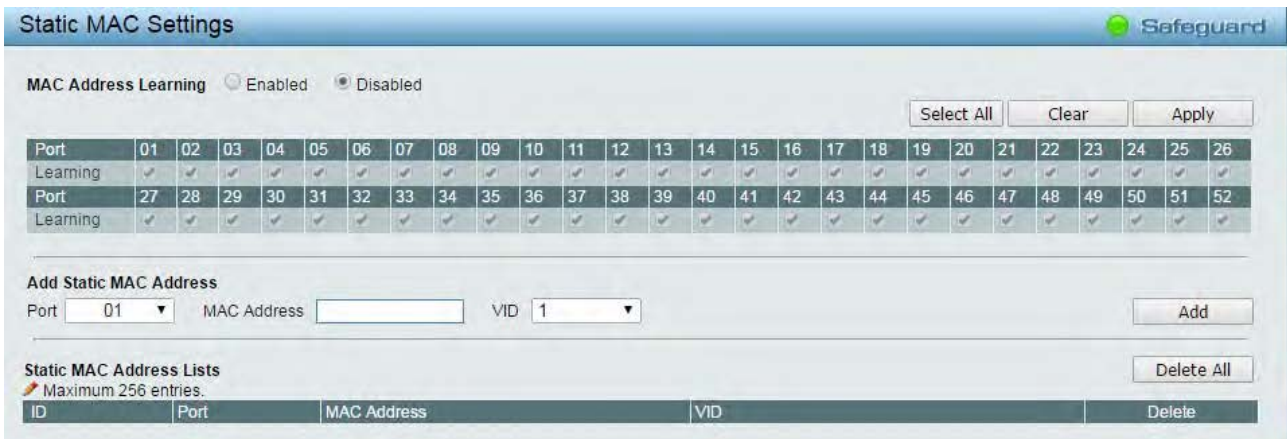 Static MAC Settings
Safeguard
MAC Address Learning Enabled Disabled
Select All Clear Apply
Port 01 02 03 04 05 06 07 08 09 10 11 12 13 14 15 16 17 18 19 20 21 22 23 24 25 26
Learning
Port 27 28 29 30 31 32 33 34 35 36 37 38 39 40 41 42 43 44 45 46 47 48 49 50 51 52
Learning
Add Static MAC Address
Port 01 MAC Address VID 1 Add
Static MAC Address Lists
Delete All
Maximum 256 entries.
ID Port MAC Address VID Delete